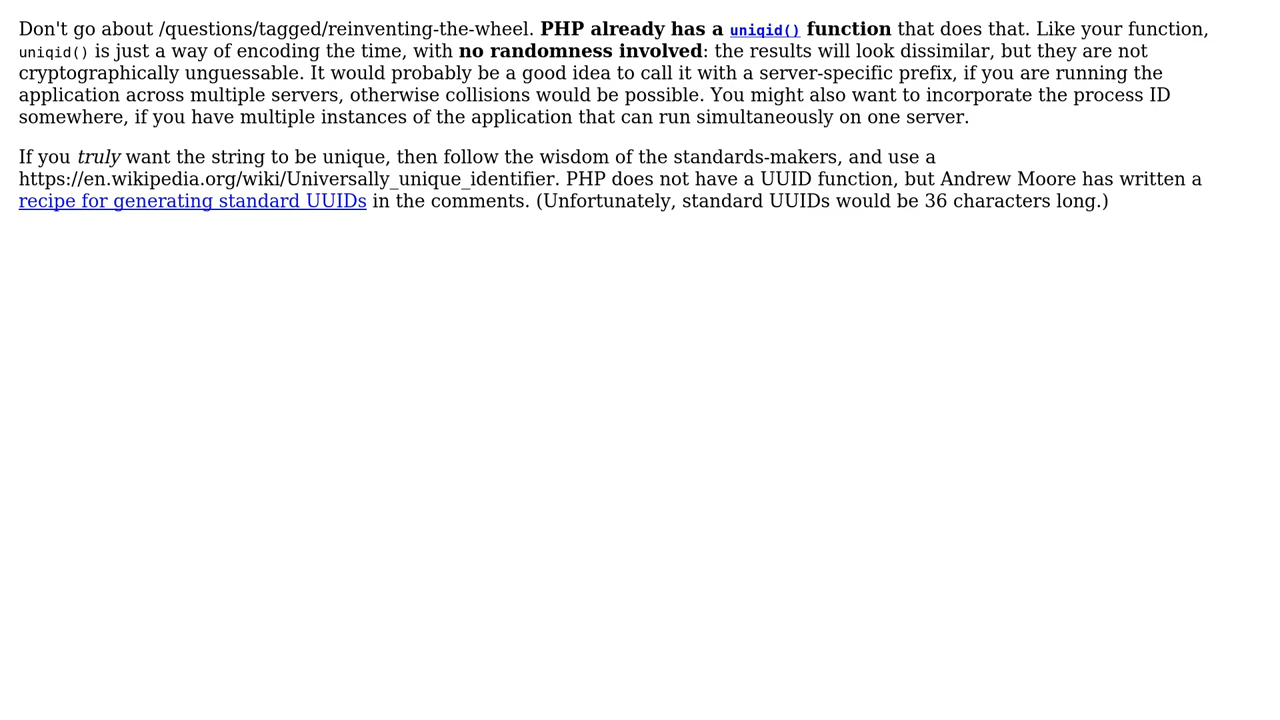 Don't go about /questions/tagged/reinventing-the-wheel. PHP already has a uniqid() function that does that. Like your function,
uniqid() is just a way of encoding the time, with no randomness involved: the results will look dissimilar, but they are not
cryptographically unguessable. It would probably be a good idea to call it with a server-specific prefix, if you are running the
application across multiple servers, otherwise collisions would be possible. You might also want to incorporate the process ID
somewhere, if you have multiple instances of the application that can run simultaneously on one server.
If you truly want the string to be unique, then follow the wisdom of the standards-makers, and use a
https://en.wikipedia.org/wiki/Universally_unique_identifier. PHP does not have a UUID function, but Andrew Moore has written a
recipe for generating standard UUIDs in the comments. (Unfortunately, standard UUIDs would be 36 characters long.)